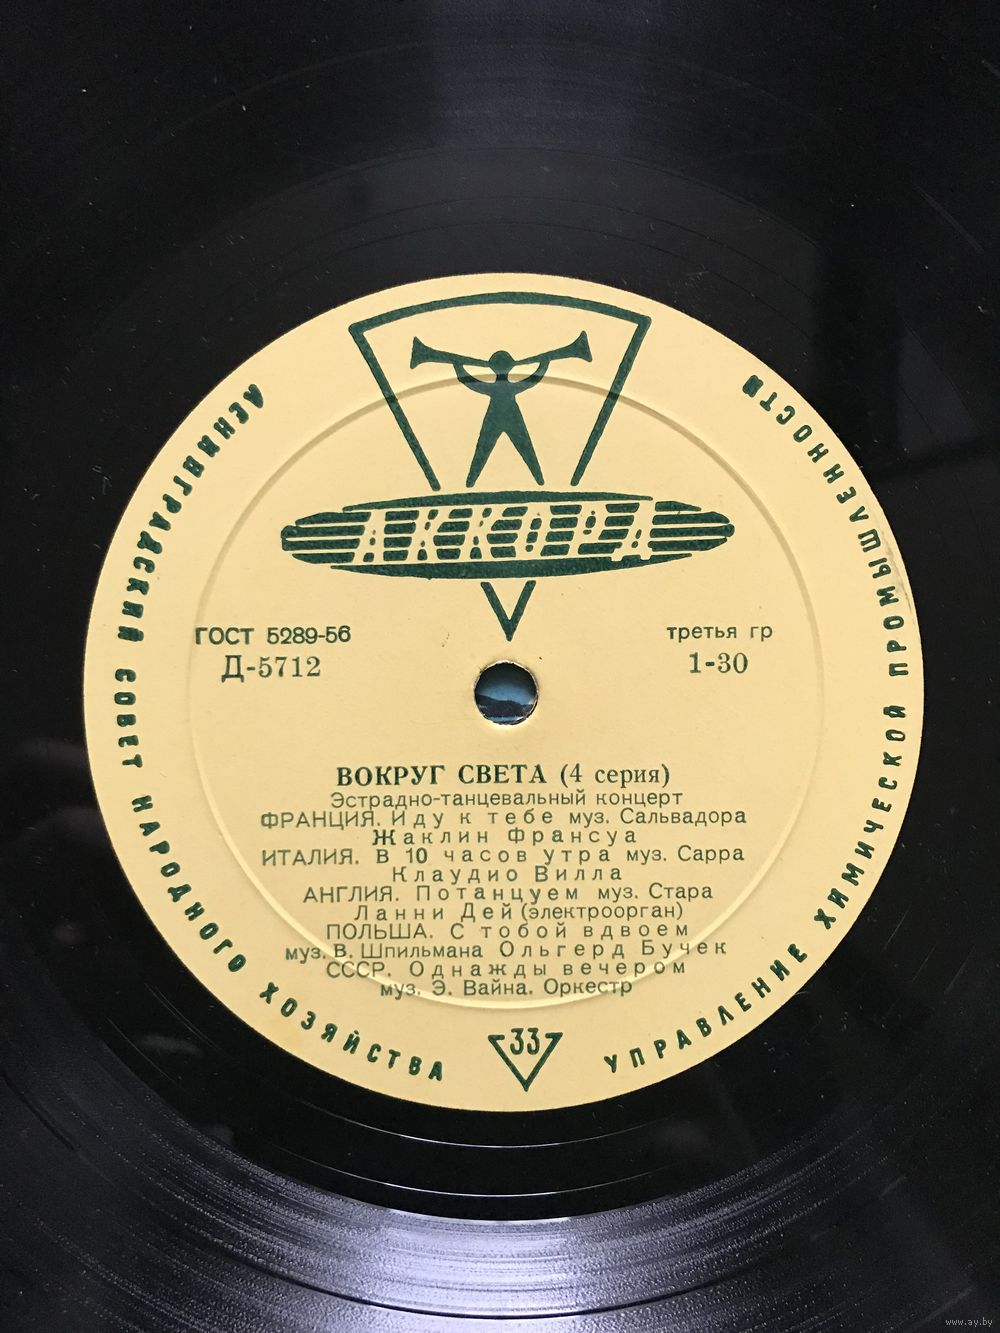 АККОРД
ГОСТ 5289-56
Д-5712
третья гр
1-30
ВОКРУГ СВЕТА (4 серия)
Эстрадно-танцевальный концерт
ФРАНЦИЯ. Иду к тебе муз. Сальвадора
Жаклин Франсуа
ИТАЛИЯ. В 10 часов утра муз. Сарра
Клаудио Вилла
АНГЛИЯ. Потанцуем муз. Стара
Ланни Дей (электроорган)
ПОЛЬША. С тобой вдвоем
муз. В. Шпильмана Ольгерд Бучек
СССР. Однажды вечером
муз. Э. Вайна. Оркестр
33
ЛЕНИНГРАДСКИЙ СОВЕТ НАРОДНОГО ХОЗЯЙСТВА
УПРАВЛЕНИЕ ХИМИЧЕСКОЙ ПРОМЫШЛЕННОСТИ
www.ay.by